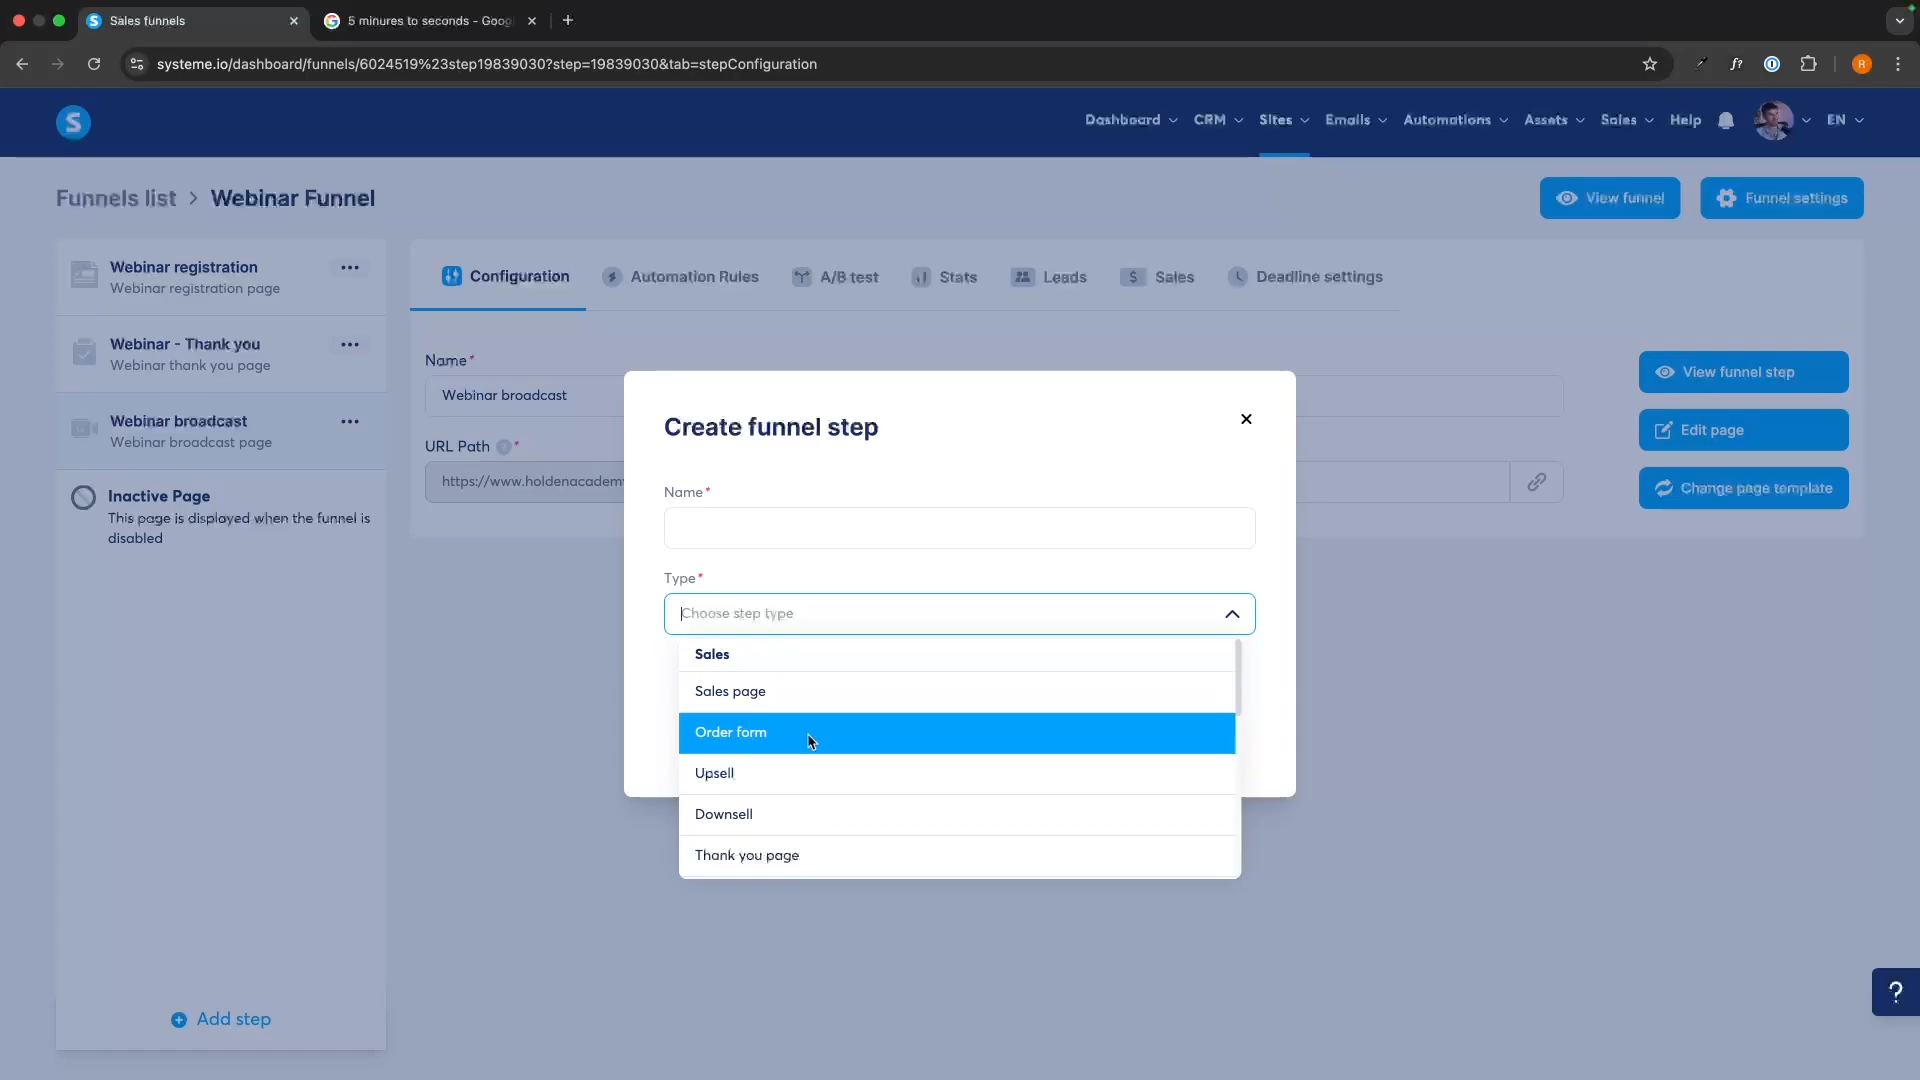 Sales funnels
5 minures to seconds - Goog
systeme.io/dashboard/funnels/6024519%23step19839030?step=19839030&tab=stepConfiguration
f?
R
S
Dashboard
CRM
Sites
Emails
Automations
Assets
Sales
Help
EN
Funnels list > Webinar Funnel
View funnel
Funnel settings
Webinar registration
Webinar registration page
Webinar - Thank you
Webinar thank you page
Webinar broadcast
Webinar broadcast page
Inactive Page
This page is displayed when the funnel is
disabled
Add step
Configuration
Automation Rules
A/B test
Stats
Leads
Sales
Deadline settings
Name*
Webinar broadcast
URL Path ? *
https://www.holdenacadem
View funnel step
Edit page
Change page template
Create funnel step
Name*
Type*
Choose step type
Sales
Sales page
Order form
Upsell
Downsell
Thank you page
?